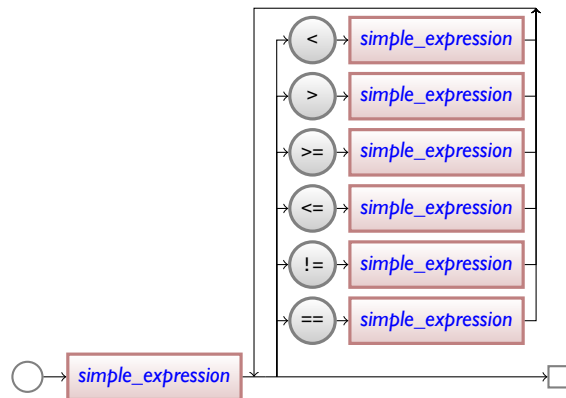 < simple_expression
> simple_expression
>= simple_expression
<= simple_expression
!= simple_expression
== simple_expression
simple_expression